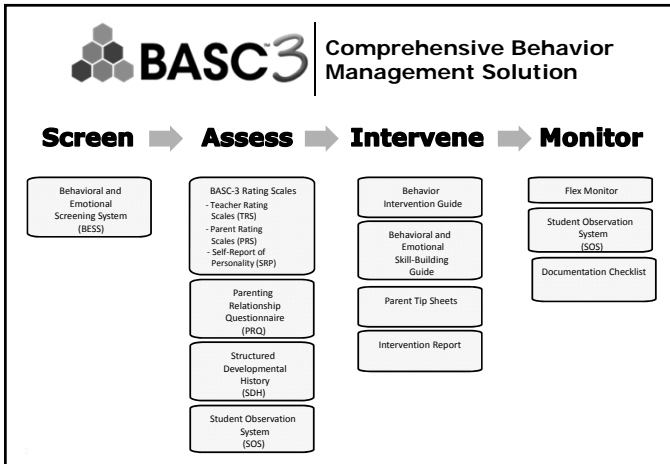 BASC™3
Comprehensive Behavior
Management Solution
Screen
Assess
Intervene
Monitor
Behavioral and
Emotional
Screening System
(BESS)
BASC-3 Rating Scales
- Teacher Rating
Scales (TRS)
- Parent Rating
Scales (PRS)
- Self-Report of
Personality (SRP)
Parenting
Relationship
Questionnaire
(PRQ)
Structured
Developmental
History
(SDH)
Student Observation
System
(SOS)
Behavior
Intervention Guide
Behavioral and
Emotional
Skill-Building
Guide
Parent Tip Sheets
Intervention Report
Flex Monitor
Student Observation
System
(SOS)
Documentation Checklist